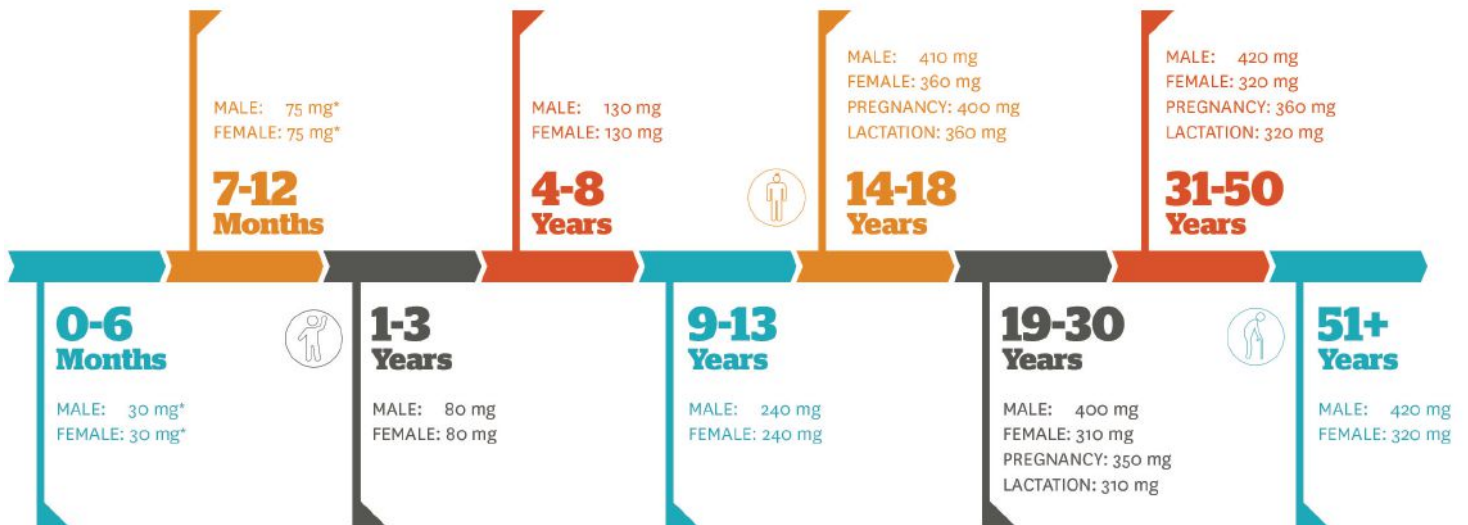 MALE: 75 mg*
FEMALE: 75 mg*
7-12
Months
MALE: 130 mg
FEMALE: 130 mg
4-8
Years
MALE: 410 mg
FEMALE: 360 mg
PREGNANCY: 400 mg
LACTATION: 360 mg
14-18
Years
MALE: 420 mg
FEMALE: 320 mg
PREGNANCY: 360 mg
LACTATION: 320 mg
31-50
Years
0-6
Months
MALE: 30 mg*
FEMALE: 30 mg*
1-3
Years
MALE: 80 mg
FEMALE: 80 mg
9-13
Years
MALE: 240 mg
FEMALE: 240 mg
19-30
Years
MALE: 400 mg
FEMALE: 310 mg
PREGNANCY: 350 mg
LACTATION: 310 mg
51+
Years
MALE: 420 mg
FEMALE: 320 mg